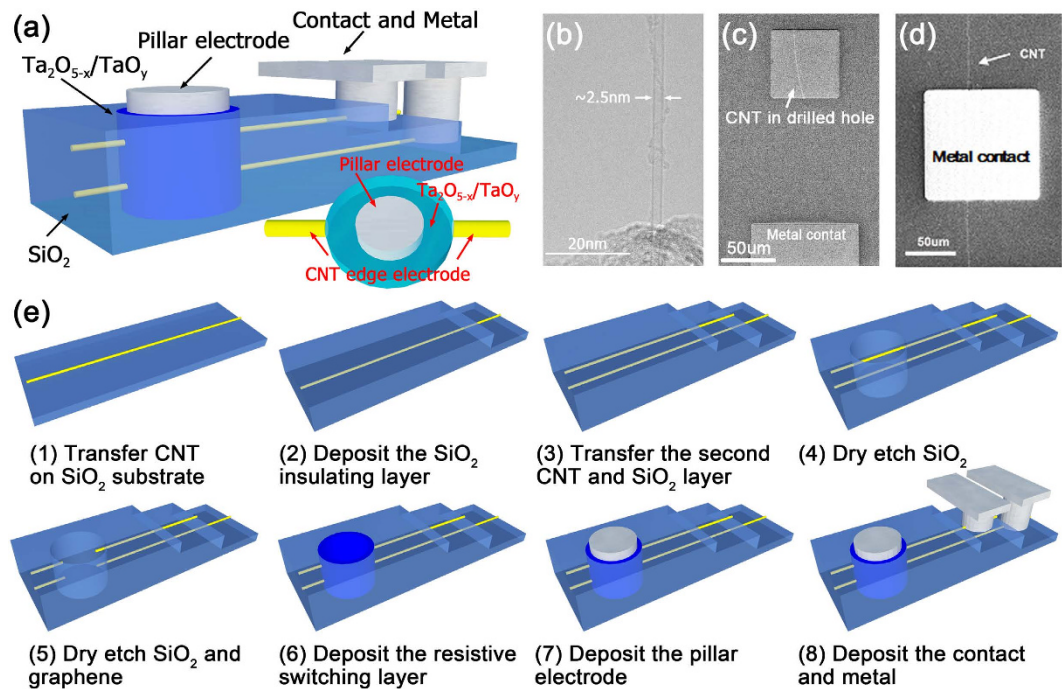 (a)
Pillar electrode
Contact and Metal
Ta₂O₅₋ₓ/TaOᵧ
SiO₂
Pillar electrode
Ta₂O₅₋ₓ/TaOᵧ
CNT edge electrode
(b)
~2.5nm
20nm
(c)
CNT in drilled hole
Metal contat
50um
(d)
CNT
Metal contact
50um
(e)
(1) Transfer CNT
on SiO₂ substrate
(2) Deposit the SiO₂
insulating layer
(3) Transfer the second
CNT and SiO₂ layer
(4) Dry etch SiO₂
(5) Dry etch SiO₂ and
graphene
(6) Deposit the resistive
switching layer
(7) Deposit the pillar
electrode
(8) Deposit the contact
and metal